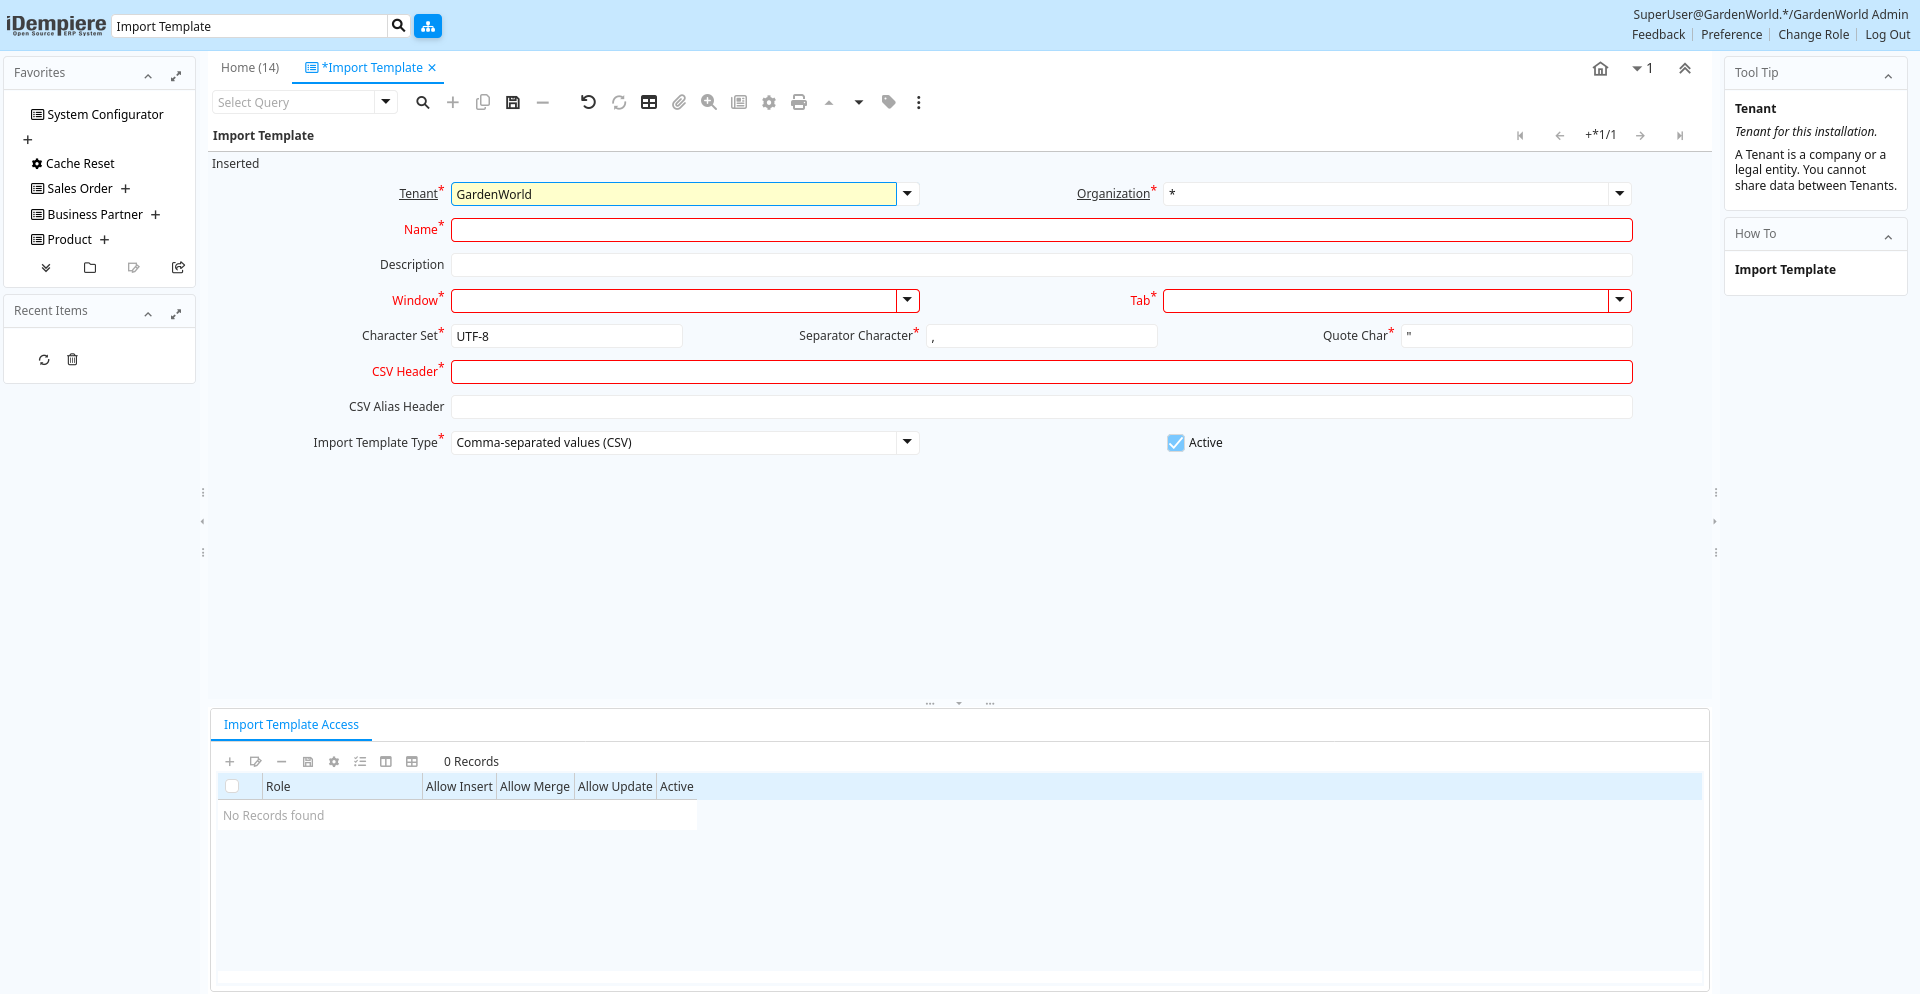 iDempiere
Open Source ERP System
Import Template
SuperUser@GardenWorld.*/GardenWorld Admin
Feedback
Preference
Change Role
Log Out
Favorites
System Configurator
Cache Reset
Sales Order
Business Partner
Product
Recent Items
Home (14)
*Import Template
1
Select Query
Import Template
+*1/1
Inserted
Tenant*
GardenWorld
Organization*
*
Name*
Description
Window*
Tab*
Character Set*
UTF-8
Separator Character*
,
Quote Char*
"
CSV Header*
CSV Alias Header
Import Template Type*
Comma-separated values (CSV)
Active
Import Template Access
0 Records
Role
Allow Insert
Allow Merge
Allow Update
Active
No Records found
Tool Tip
Tenant
Tenant for this installation.
A Tenant is a company or a
legal entity. You cannot
share data between Tenants.
How To
Import Template